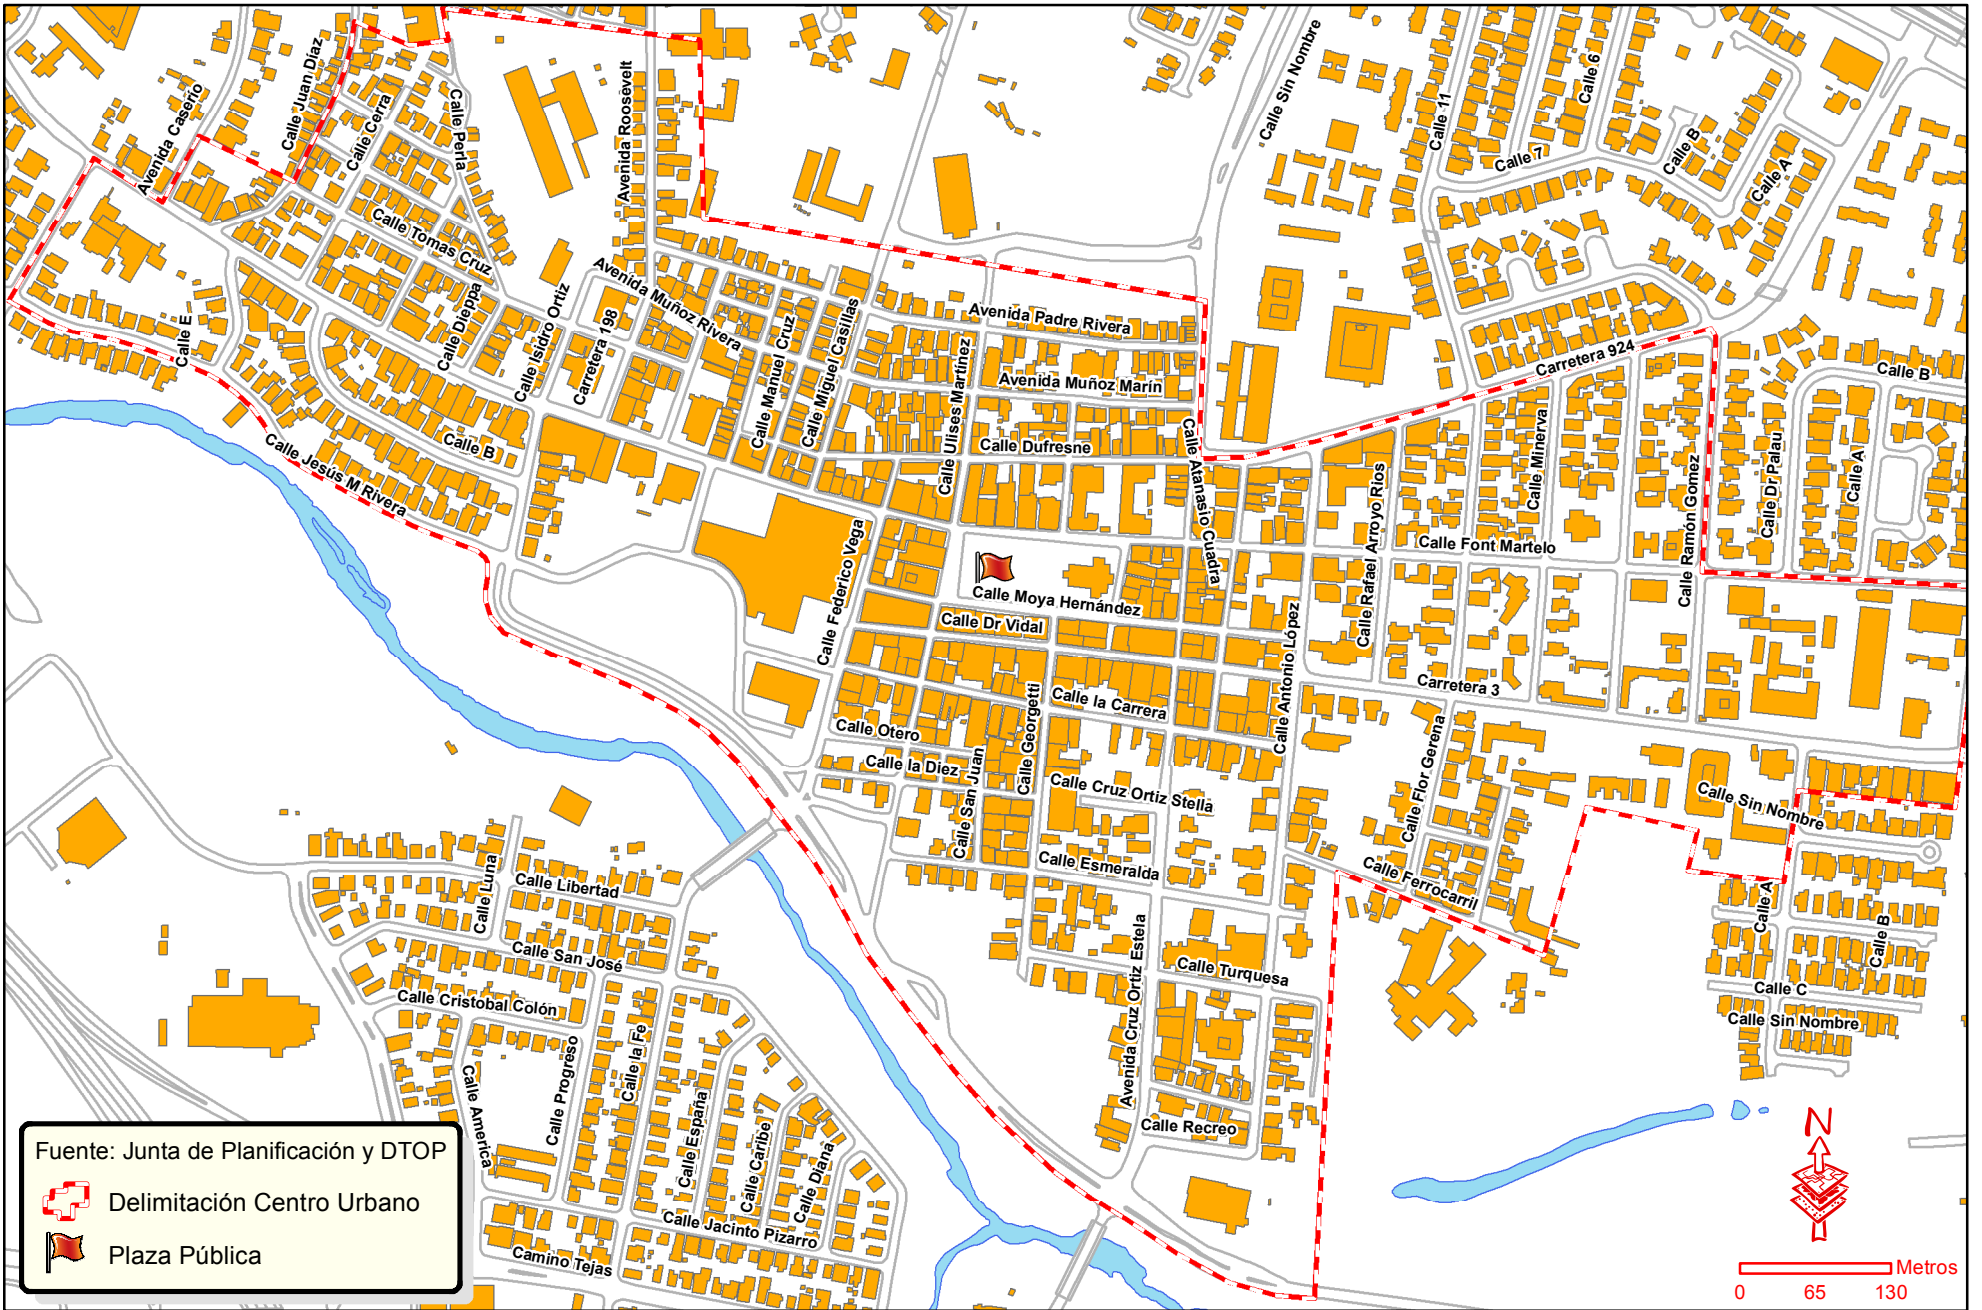 Calle Juan Díaz
Avenida Caserio
Calle Cerra
Calle Perla
Avenida Roosevelt
Calle Sin Nombre
Calle 11
Calle 6
Calle 7
Calle B
Calle A
Calle Tomas Cruz
Calle Dieppa
Calle Isidro Ortiz
Carretera 198
Avenida Muñoz Rivera
Calle Manuel Cruz
Calle Miguel Casillas
Calle Ulises Martínez
Avenida Padre Rivera
Avenida Muñoz Marín
Calle Dufresne
Calle Atanasio Cuadra
Carretera 924
Calle Minerva
Calle Ramón Gomez
Calle Dr Palau
Calle A
Calle B
Calle E
Calle B
Calle Jesús M Rivera
Calle Federico Vega
Calle Font Martelo
Calle Rafael Arroyo Rios
Calle Moya Hernández
Calle Dr Vidal
Calle Antonio López
Carretera 3
Calle la Carrera
Calle Georgetti
Calle Otero
Calle la Diez
Calle San Juan
Calle Cruz Ortiz Stella
Calle Flor Gerena
Calle Sin Nombre
Calle Esmeralda
Calle Ferrocarril
Calle A
Calle B
Calle C
Calle Sin Nombre
Calle Luna
Calle Libertad
Calle San José
Calle Cristobal Colón
Calle Turquesa
Avenida Cruz Ortiz Estela
Calle Recreo
Calle America
Calle Progreso
Calle la Fe
Calle España
Calle Caribe
Calle Diana
Calle Jacinto Pizarro
Camino Tejas
Fuente: Junta de Planificación y DTOP
Delimitación Centro Urbano
Plaza Pública
N
Metros
0 65 130